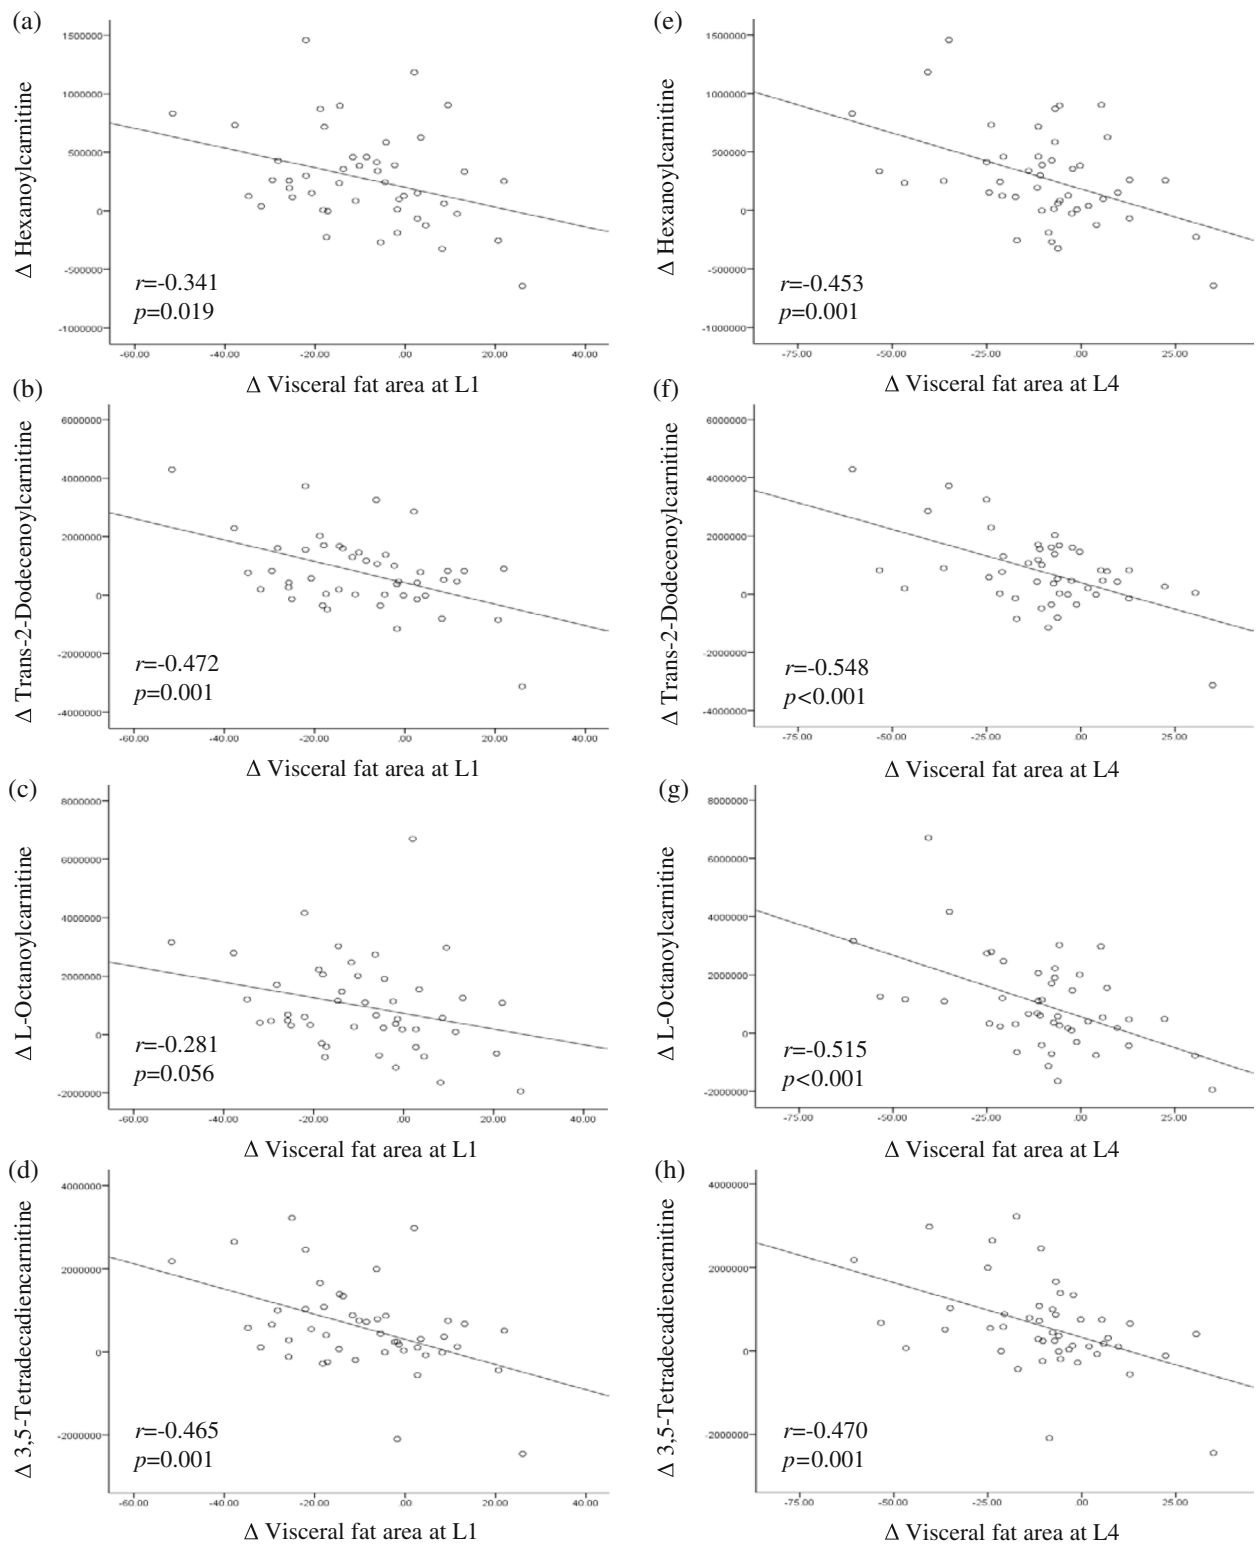 (a)
Δ Hexanoylcarnitine
1500000
1000000
500000
0
-500000
-1000000
r=-0.341
p=0.019
-60.00 -40.00 -20.00 .00 20.00 40.00
Δ Visceral fat area at L1
(e)
Δ Hexanoylcarnitine
1500000
1000000
500000
0
-500000
-1000000
r=-0.453
p=0.001
-75.00 -50.00 -25.00 .00 25.00
Δ Visceral fat area at L4
(b)
Δ Trans-2-Dodecenoylcarnitine
6000000
4000000
2000000
0
-2000000
-4000000
r=-0.472
p=0.001
-60.00 -40.00 -20.00 .00 20.00 40.00
Δ Visceral fat area at L1
(f)
Δ Trans-2-Dodecenoylcarnitine
6000000
4000000
2000000
0
-2000000
-4000000
r=-0.548
p<0.001
-75.00 -50.00 -25.00 .00 25.00
Δ Visceral fat area at L4
(c)
Δ L-Octanoylcarnitine
8000000
6000000
4000000
2000000
0
-2000000
r=-0.281
p=0.056
-60.00 -40.00 -20.00 .00 20.00 40.00
Δ Visceral fat area at L1
(g)
Δ L-Octanoylcarnitine
8000000
6000000
4000000
2000000
0
-2000000
r=-0.515
p<0.001
-75.00 -50.00 -25.00 .00 25.00
Δ Visceral fat area at L4
(d)
Δ 3,5-Tetradecadiencarnitine
4000000
2000000
0
-2000000
r=-0.465
p=0.001
-60.00 -40.00 -20.00 .00 20.00 40.00
Δ Visceral fat area at L1
(h)
Δ 3,5-Tetradecadiencarnitine
4000000
2000000
0
-2000000
r=-0.470
p=0.001
-75.00 -50.00 -25.00 .00 25.00
Δ Visceral fat area at L4